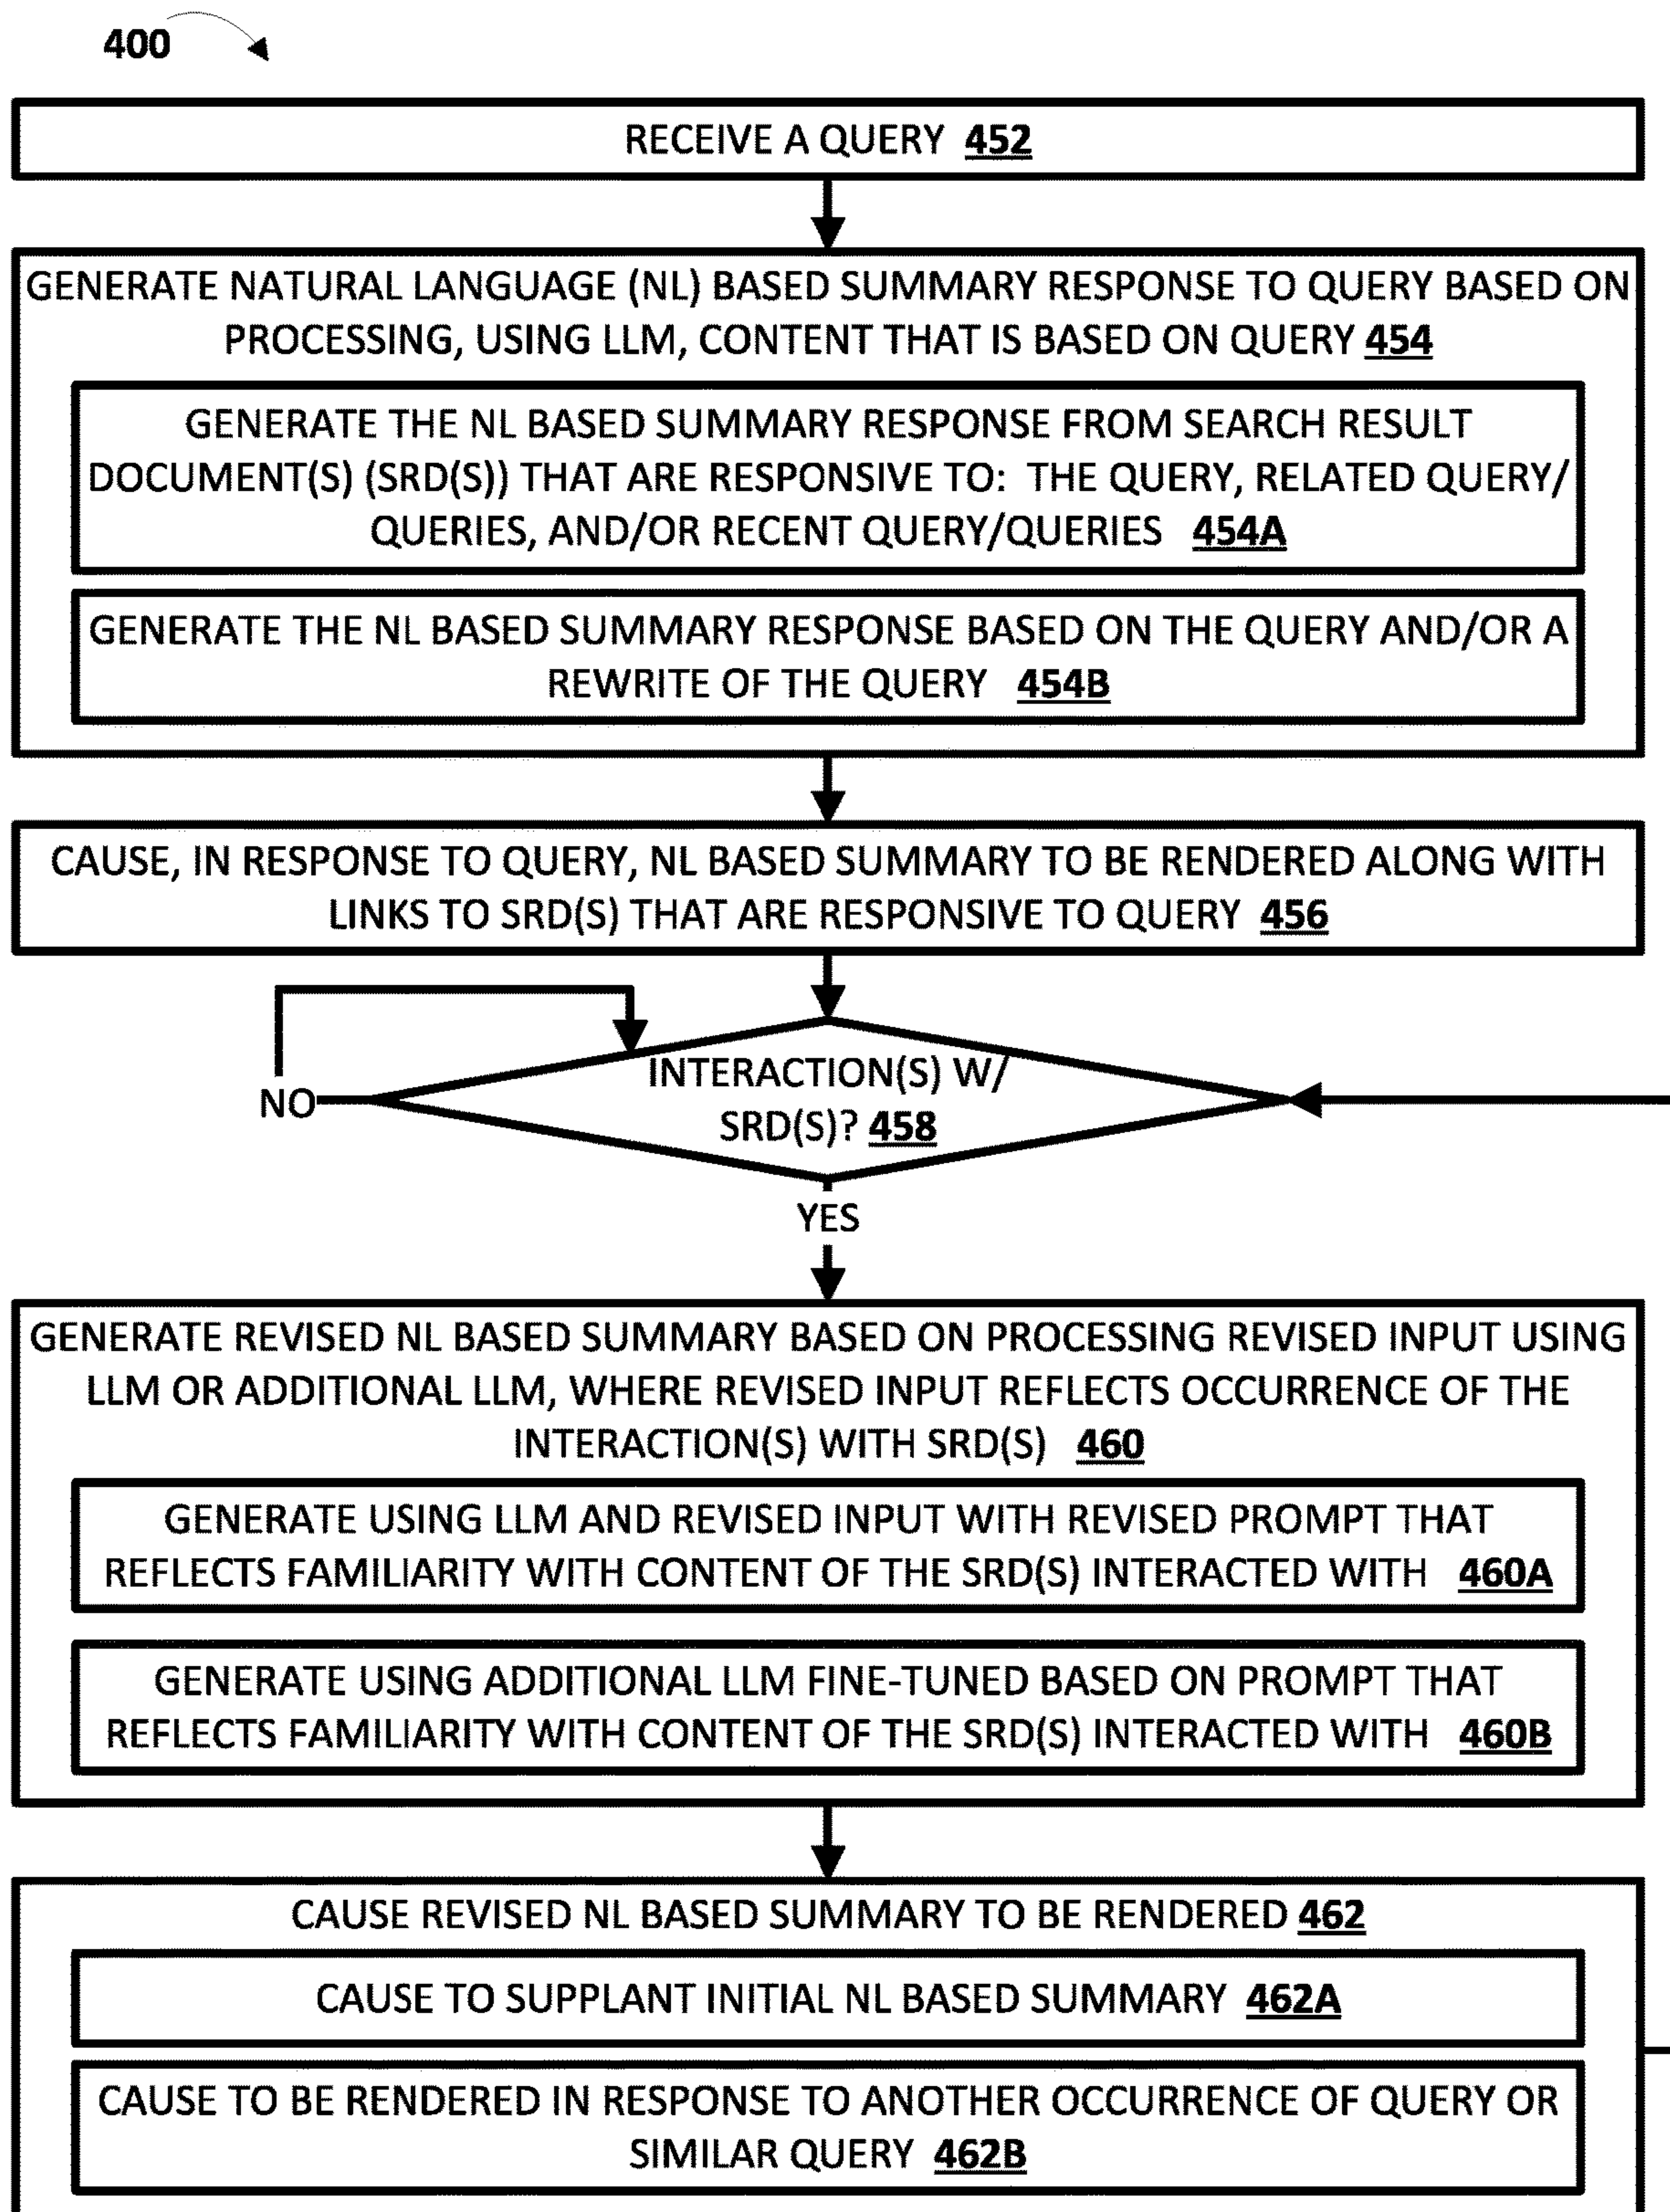 400
RECEIVE A QUERY 452
GENERATE NATURAL LANGUAGE (NL) BASED SUMMARY RESPONSE TO QUERY BASED ON
PROCESSING, USING LLM, CONTENT THAT IS BASED ON QUERY 454
GENERATE THE NL BASED SUMMARY RESPONSE FROM SEARCH RESULT
DOCUMENT(S) (SRD(S)) THAT ARE RESPONSIVE TO: THE QUERY, RELATED QUERY/
QUERIES, AND/OR RECENT QUERY/QUERIES 454A
GENERATE THE NL BASED SUMMARY RESPONSE BASED ON THE QUERY AND/OR A
REWRITE OF THE QUERY 454B
CAUSE, IN RESPONSE TO QUERY, NL BASED SUMMARY TO BE RENDERED ALONG WITH
LINKS TO SRD(S) THAT ARE RESPONSIVE TO QUERY 456
INTERACTION(S) W/
NO
SRD(S)? 458
YES
GENERATE REVISED NL BASED SUMMARY BASED ON PROCESSING REVISED INPUT USING
LLM OR ADDITIONAL LLM, WHERE REVISED INPUT REFLECTS OCCURRENCE OF THE
INTERACTION(S) WITH SRD(S) 460
GENERATE USING LLM AND REVISED INPUT WITH REVISED PROMPT THAT
REFLECTS FAMILIARITY WITH CONTENT OF THE SRD(S) INTERACTED WITH 460A
GENERATE USING ADDITIONAL LLM FINE-TUNED BASED ON PROMPT THAT
REFLECTS FAMILIARITY WITH CONTENT OF THE SRD(S) INTERACTED WITH 460B
CAUSE REVISED NL BASED SUMMARY TO BE RENDERED 462
CAUSE TO SUPPLANT INITIAL NL BASED SUMMARY 462A
CAUSE TO BE RENDERED IN RESPONSE TO ANOTHER OCCURRENCE OF QUERY OR
SIMILAR QUERY 462B